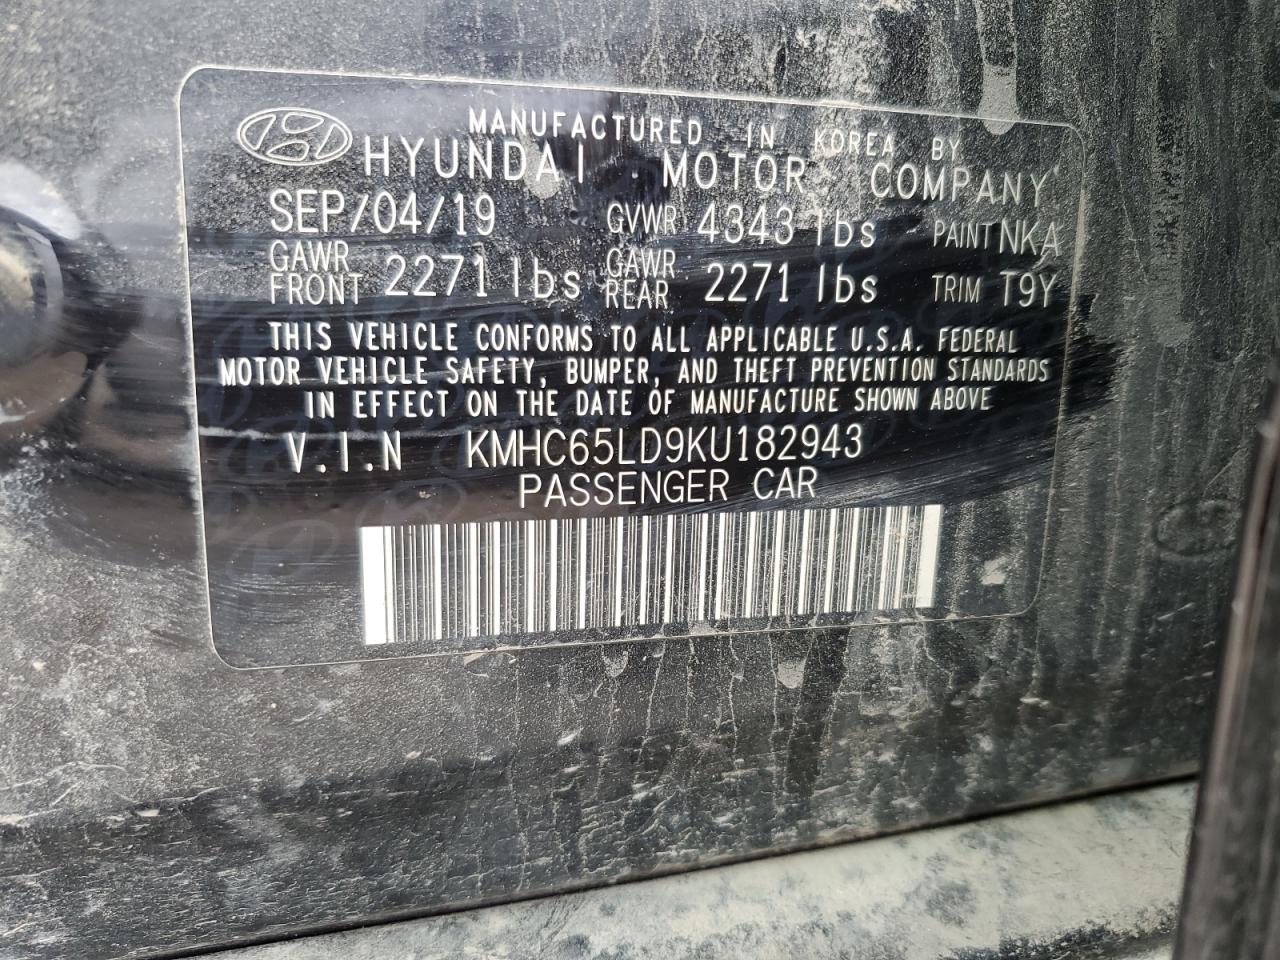 MANUFACTURED IN KOREA BY
HYUNDAI MOTOR COMPANY
SEP/04/19 GVWR 4343 lbs PAINT NKA
GAWR FRONT 2271 lbs GAWR REAR 2271 lbs TRIM T9Y
THIS VEHICLE CONFORMS TO ALL APPLICABLE U.S.A. FEDERAL
MOTOR VEHICLE SAFETY, BUMPER, AND THEFT PREVENTION STANDARDS
IN EFFECT ON THE DATE OF MANUFACTURE SHOWN ABOVE
V.I.N KMHC65LD9KU182943
PASSENGER CAR